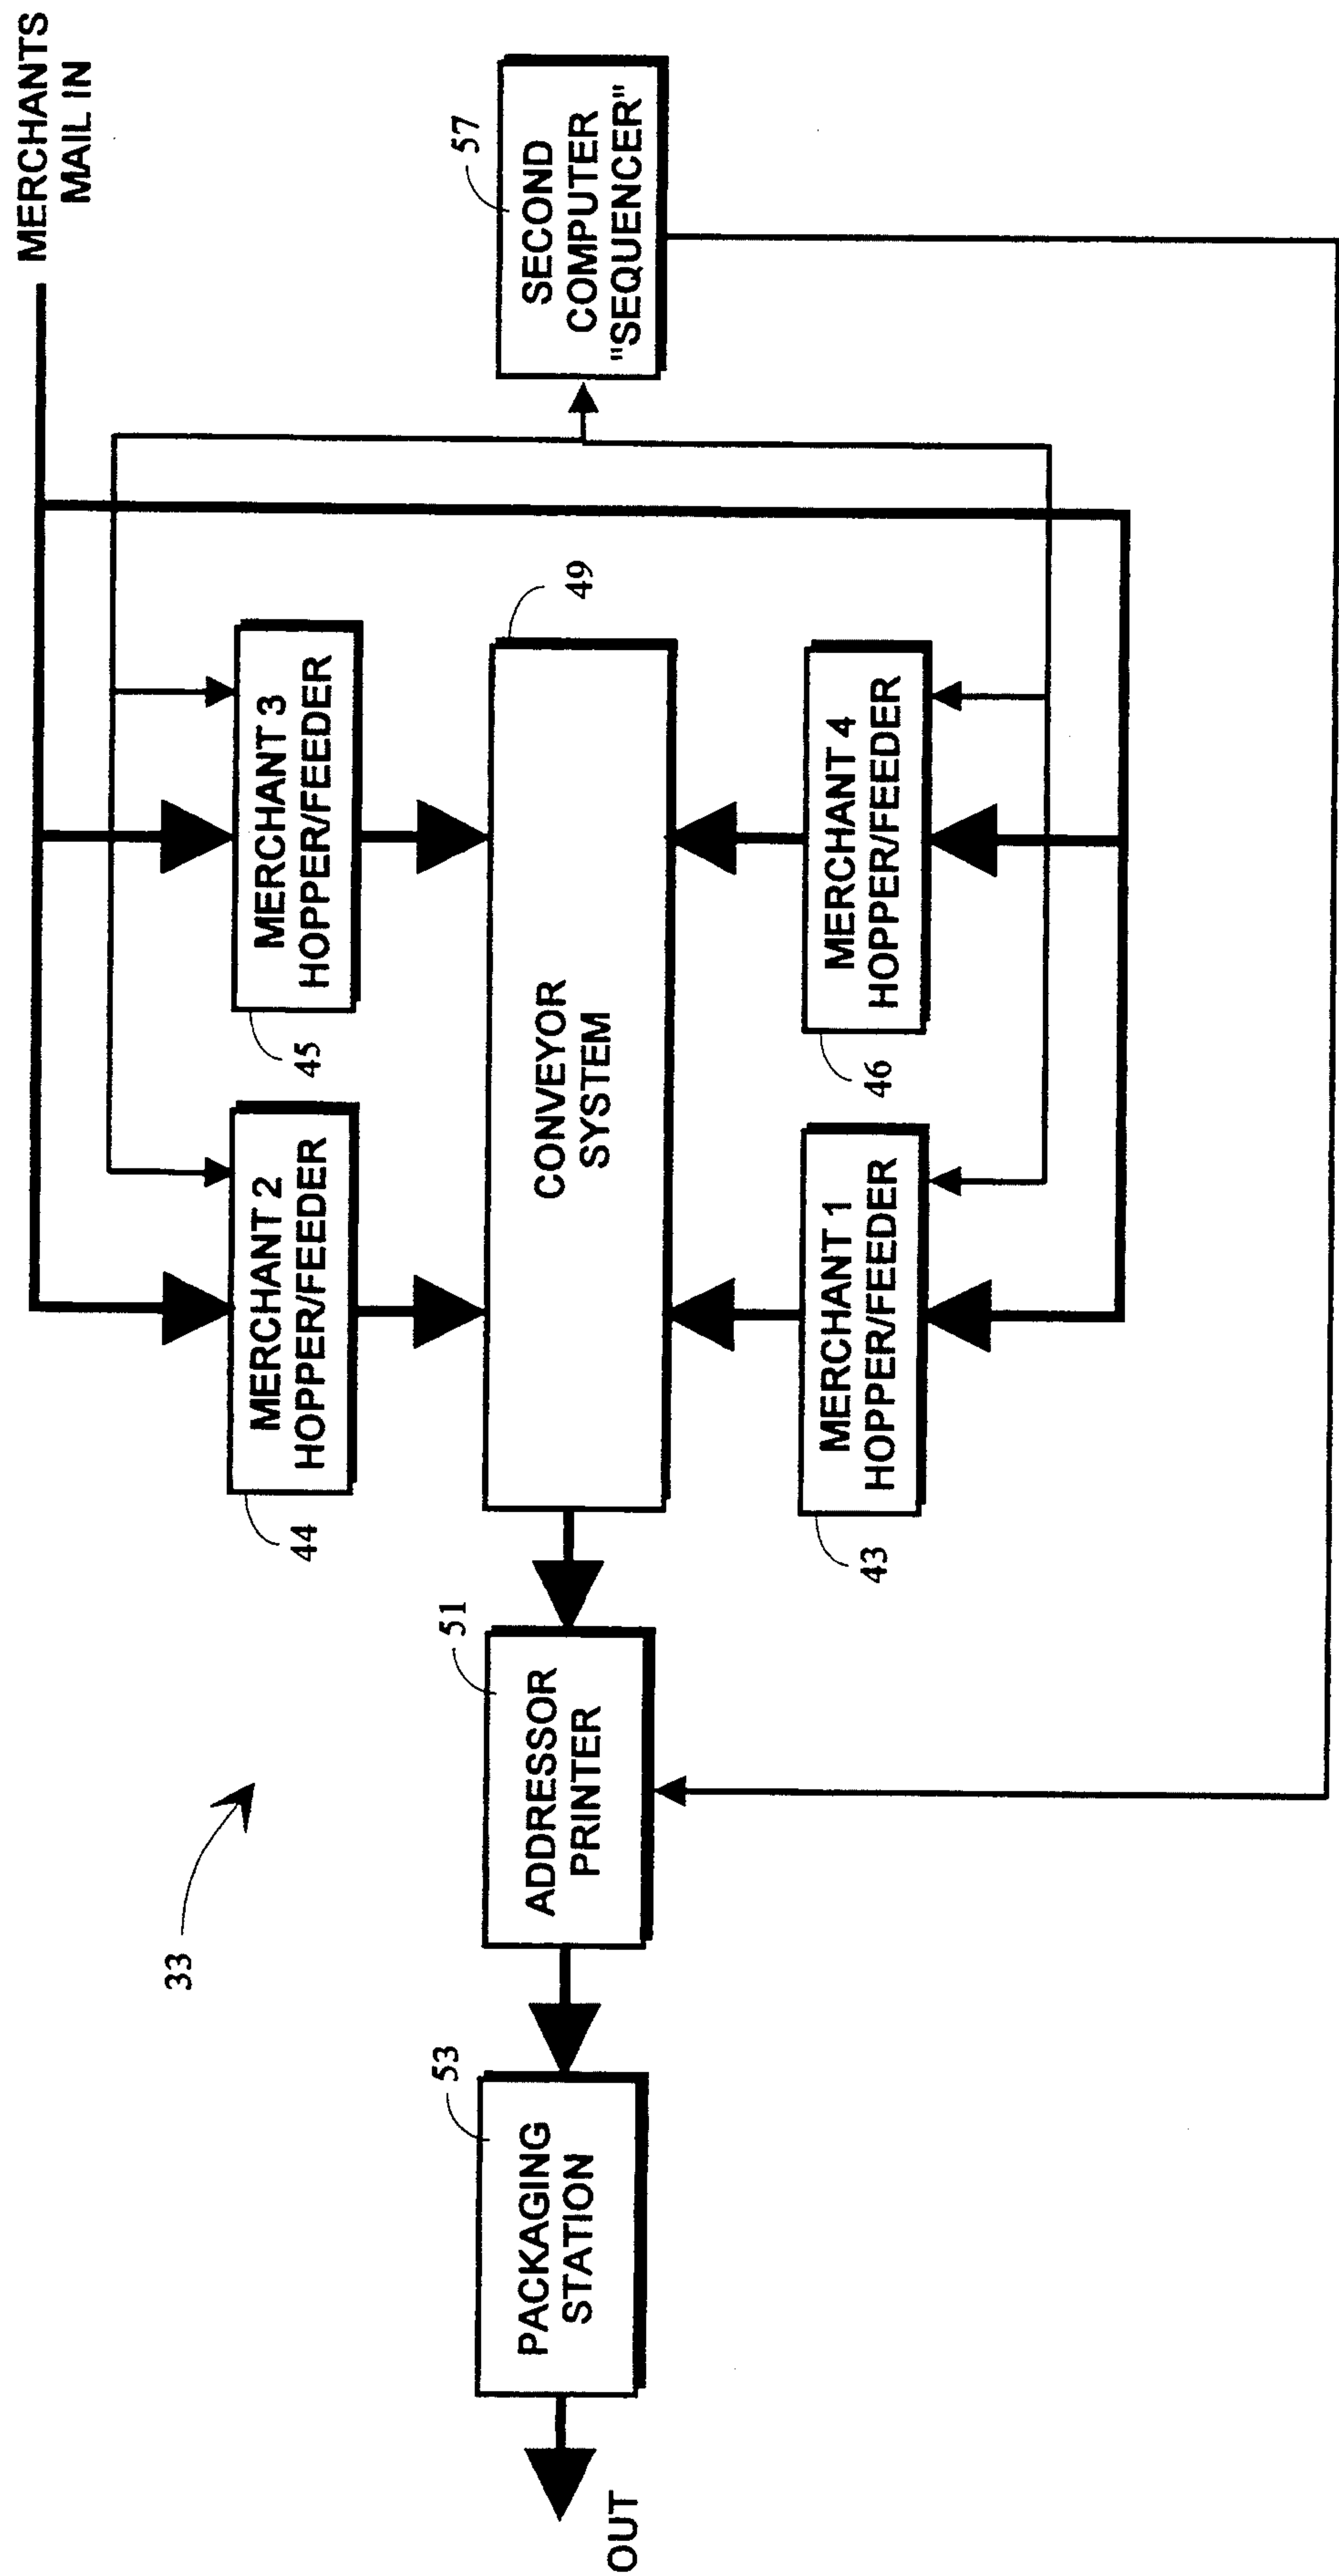 MERCHANTS
MAIL IN
57
SECOND
COMPUTER
"SEQUENCER"
45
MERCHANT 3
HOPPER/FEEDER
44
MERCHANT 2
HOPPER/FEEDER
49
CONVEYOR
SYSTEM
46
MERCHANT 4
HOPPER/FEEDER
43
MERCHANT 1
HOPPER/FEEDER
33
51
ADDRESSOR
PRINTER
53
PACKAGING
STATION
OUT